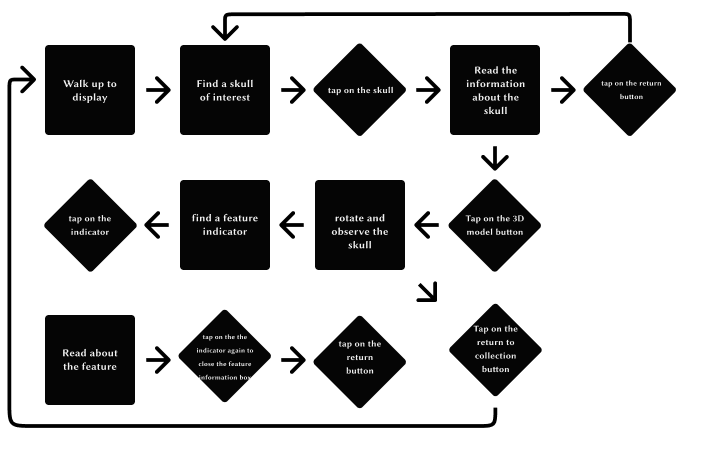 Walk up to
display
Find a skull
of interest
tap on the skull
Read the
information
about the
skull
tap on the return
button
tap on the
indicator
find a feature
indicator
rotate and
observe the
skull
Tap on the 3D
model button
Read about
the feature
tap on the the
indicator again to
close the feature
information box
tap on the
return
button
Tap on the
return to
collection
button